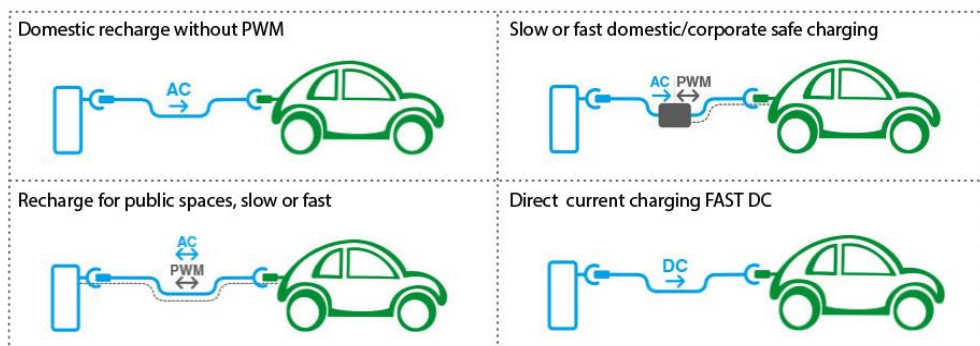 Domestic recharge without PWM
AC
Slow or fast domestic/corporate safe charging
AC PWM
Recharge for public spaces, slow or fast
AC
PWM
Direct current charging FAST DC
DC